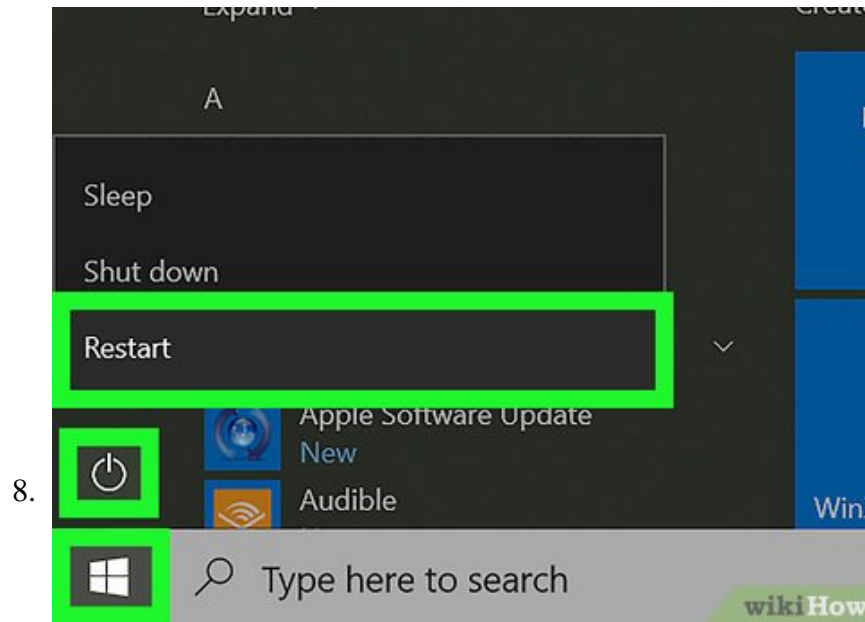 A
Sleep
Shut down
Restart
Apple Software Update
New
8.
Audible
Type here to search
wikiHow